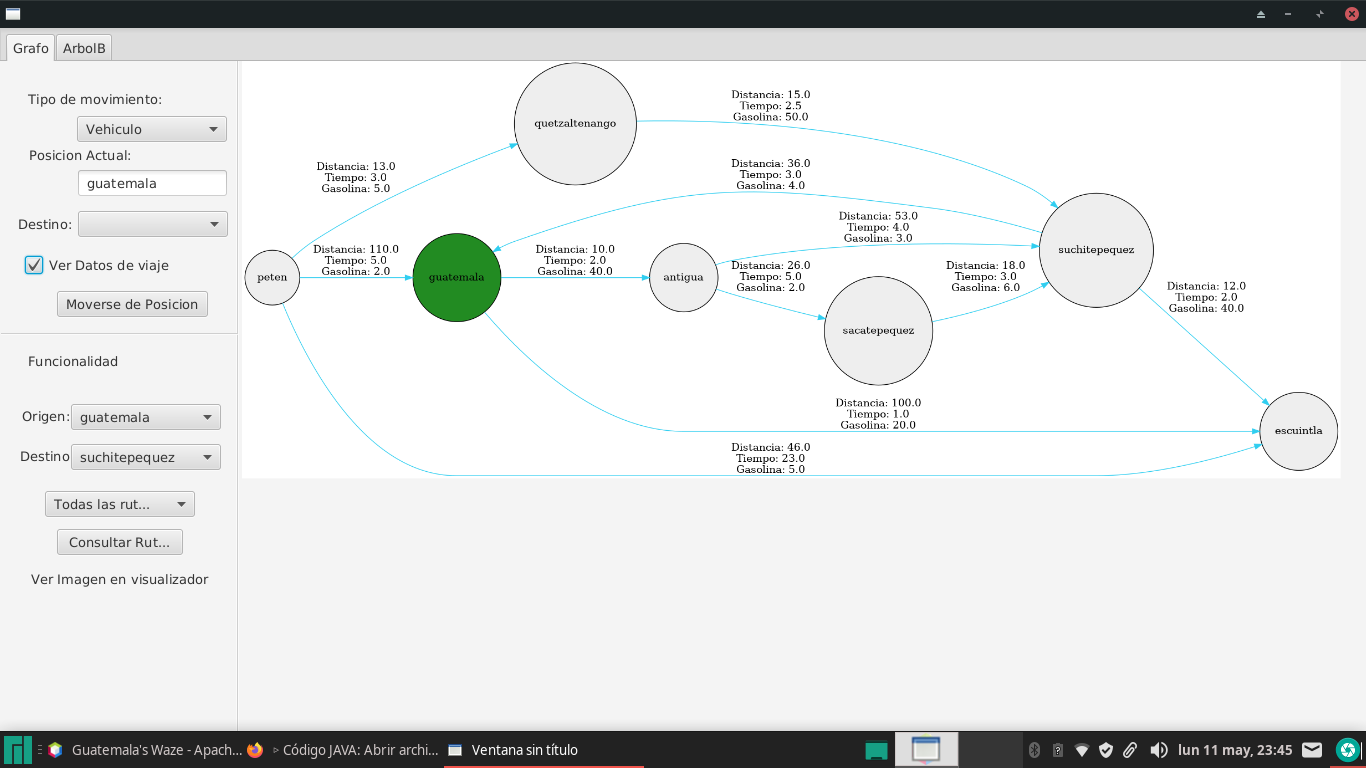 Grafo
ArbolB
Tipo de movimiento:
Vehiculo
Posicion Actual:
guatemala
Destino:
Ver Datos de viaje
Moverse de Posicion
Funcionalidad
Origen:
guatemala
Destino
suchitepequez
Todas las rut...
Consultar Rut...
Ver Imagen en visualizador
quetzaltenango
Distancia: 15.0
Tiempo: 2.5
Gasolina: 50.0
Distancia: 13.0
Tiempo: 3.0
Gasolina: 5.0
Distancia: 36.0
Tiempo: 3.0
Gasolina: 4.0
Distancia: 53.0
Tiempo: 4.0
Gasolina: 3.0
suchitepequez
peten
Distancia: 110.0
Tiempo: 5.0
Gasolina: 2.0
guatemala
Distancia: 10.0
Tiempo: 2.0
Gasolina: 40.0
antigua
Distancia: 26.0
Tiempo: 5.0
Gasolina: 2.0
sacatepequez
Distancia: 18.0
Tiempo: 3.0
Gasolina: 6.0
Distancia: 12.0
Tiempo: 2.0
Gasolina: 40.0
Distancia: 100.0
Tiempo: 1.0
Gasolina: 20.0
escuintla
Distancia: 46.0
Tiempo: 23.0
Gasolina: 5.0
Guatemala's Waze - Apach...
Código JAVA: Abrir archi...
Ventana sin título
lun 11 may, 23:45